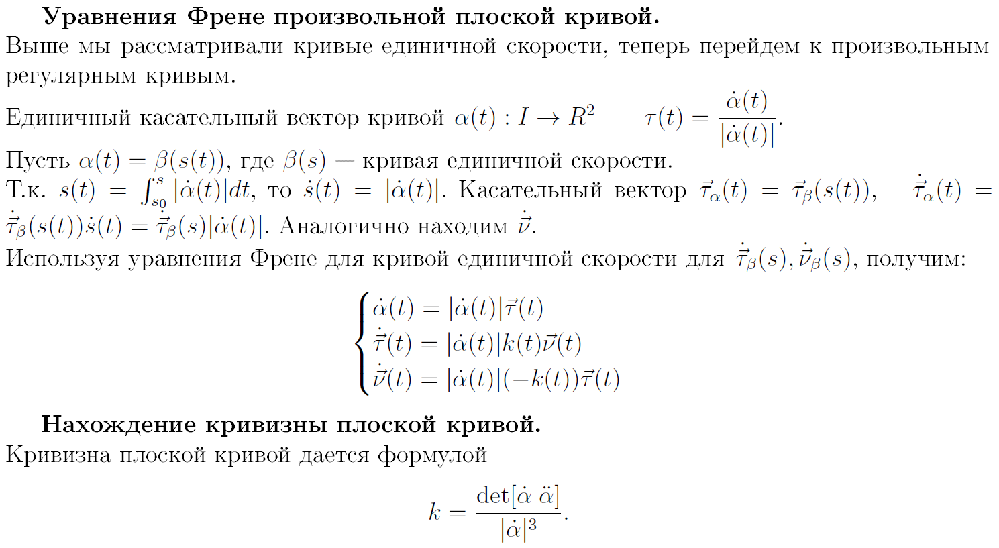 Уравнения Френе произвольной плоской кривой.
Выше мы рассматривали кривые единичной скорости, теперь перейдем к произвольным
регулярным кривым.
Единичный касательный вектор кривой $\alpha(t) : I \to R^2 \qquad \tau(t) = \dfrac{\dot{\alpha}(t)}{|\dot{\alpha}(t)|}.$
Пусть $\alpha(t) = \beta(s(t))$, где $\beta(s)$ — кривая единичной скорости.
Т.к. $s(t) = \int_{s_0}^{s} |\dot{\alpha}(t)|dt$, то $\dot{s}(t) = |\dot{\alpha}(t)|$. Касательный вектор $\vec{\tau}_\alpha(t) = \vec{\tau}_\beta(s(t)), \quad \dot{\vec{\tau}}_\alpha(t) =$
$\dot{\vec{\tau}}_\beta(s(t))\dot{s}(t) = \dot{\vec{\tau}}_\beta(s)|\dot{\alpha}(t)|$. Аналогично находим $\dot{\vec{\nu}}$.
Используя уравнения Френе для кривой единичной скорости для $\dot{\vec{\tau}}_\beta(s), \dot{\vec{\nu}}_\beta(s)$, получим:
$\begin{cases} \dot{\alpha}(t) = |\dot{\alpha}(t)|\vec{\tau}(t) \\
\dot{\vec{\tau}}(t) = |\dot{\alpha}(t)|k(t)\vec{\nu}(t) \\
\dot{\vec{\nu}}(t) = |\dot{\alpha}(t)|(-k(t))\vec{\tau}(t) \end{cases}$
Нахождение кривизны плоской кривой.
Кривизна плоской кривой дается формулой
$k = \dfrac{\det[\dot{\alpha}\ \ddot{\alpha}]}{|\dot{\alpha}|^3}.$